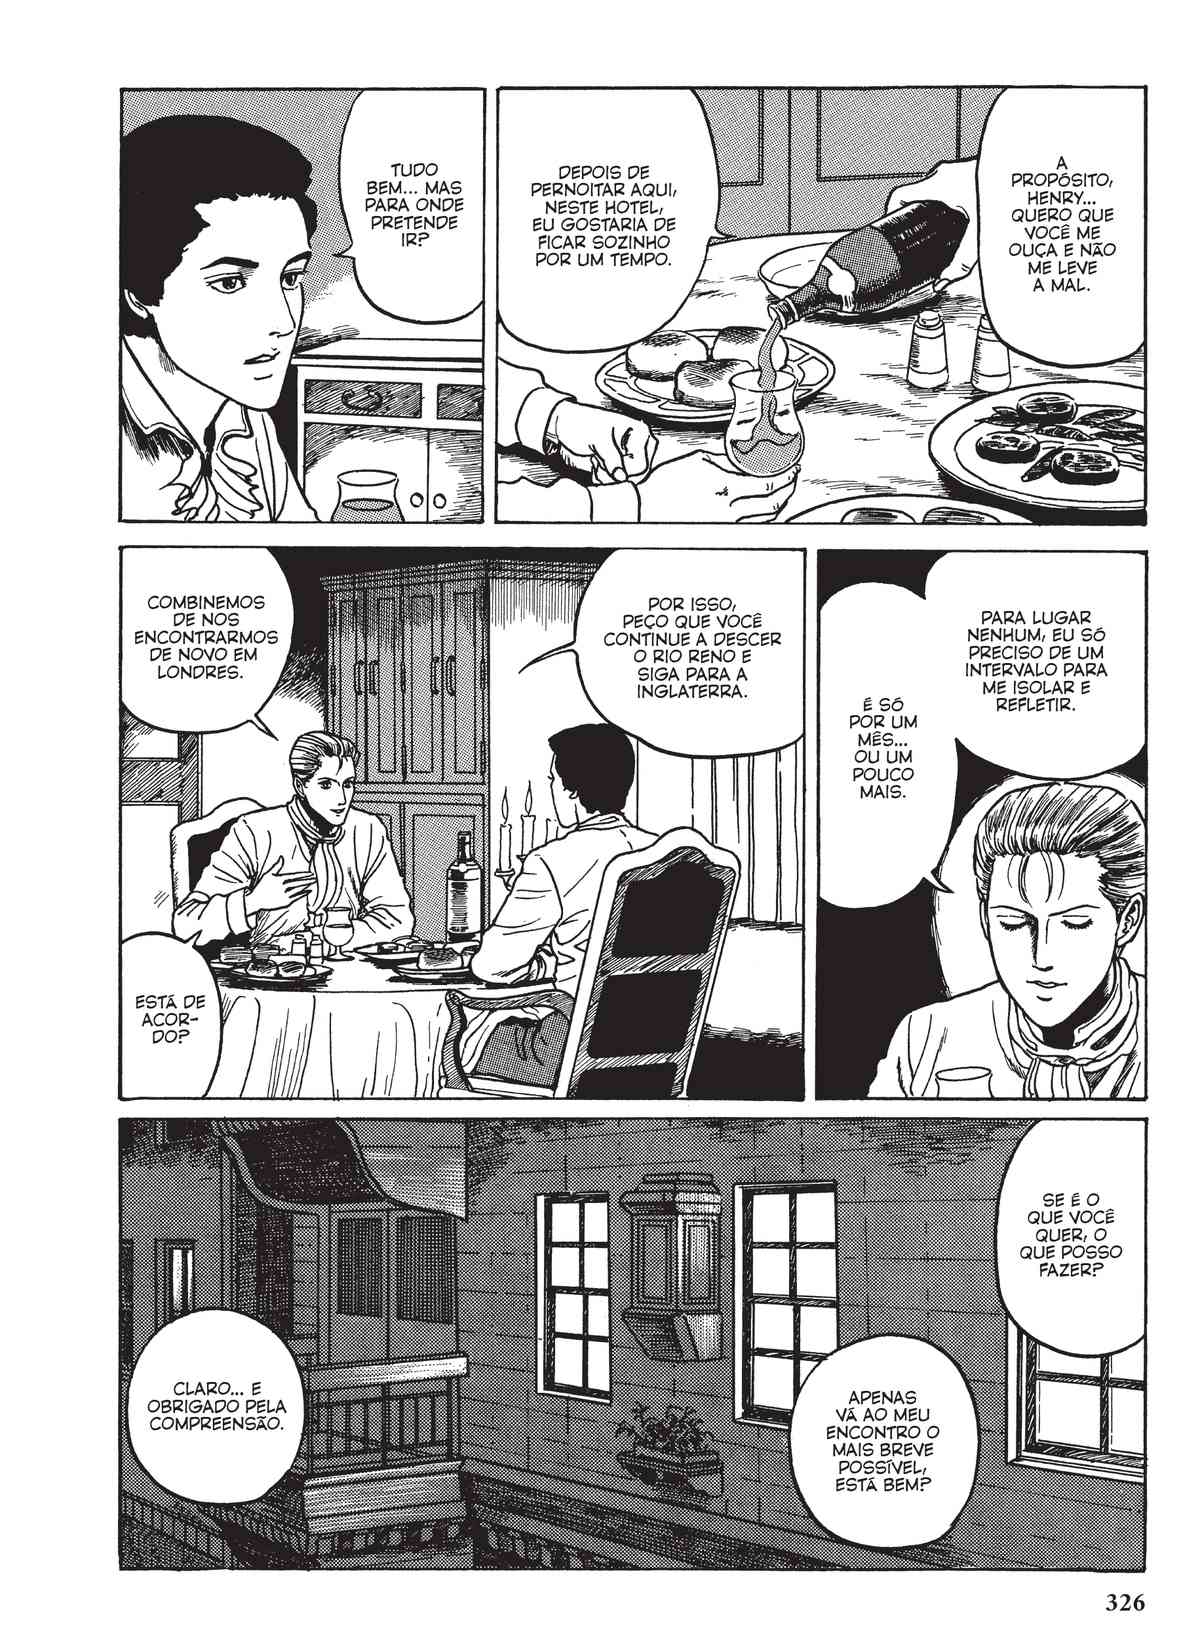 A
PROPÓSITO,
HENRY...
QUERO QUE
VOCÊ ME
OUÇA E NÃO
ME LEVE
A MAL.
DEPOIS DE
PERNOITAR AQUI,
NESTE HOTEL,
EU GOSTARIA DE
FICAR SOZINHO
POR UM TEMPO.
TUDO
BEM... MAS
PARA ONDE
PRETENDE
IR?
PARA LUGAR
NENHUM, EU SÓ
PRECISO DE UM
INTERVALO PARA
ME ISOLAR E
REFLETIR.
É SÓ
POR UM
MÊS...
OU UM
POUCO
MAIS.
POR ISSO,
PEÇO QUE VOCÊ
CONTINUE A DESCER
O RIO RENO E
SIGA PARA A
INGLATERRA.
COMBINEMOS
DE NOS
ENCONTRARMOS
DE NOVO EM
LONDRES.
ESTÁ DE
ACOR-
DO?
SE É O
QUE VOCÊ
QUER, O
QUE POSSO
FAZER?
APENAS
VÁ AO MEU
ENCONTRO O
MAIS BREVE
POSSÍVEL,
ESTÁ BEM?
CLARO... E
OBRIGADO PELA
COMPREENSÃO.
326